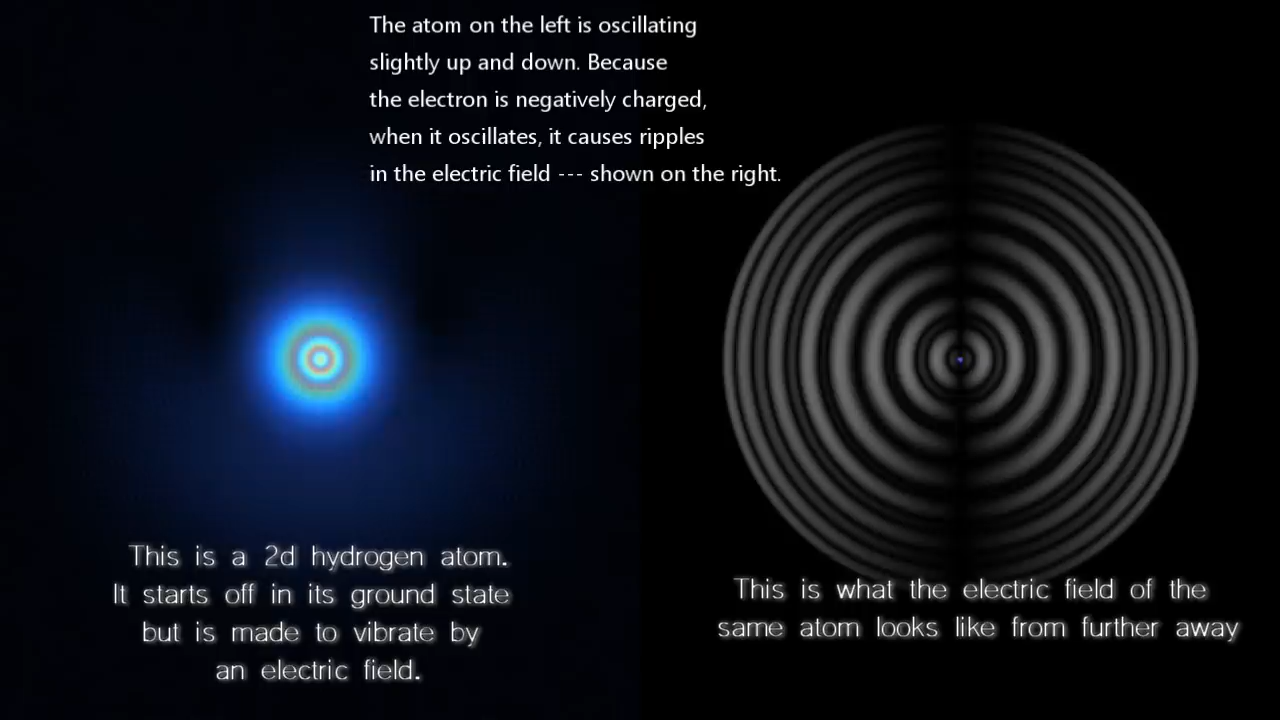 The atom on the left is oscillating
slightly up and down. Because
the electron is negatively charged,
when it oscillates, it causes ripples
in the electric field --- shown on the right.
This is a 2d hydrogen atom.
It starts off in its ground state
but is made to vibrate by
an electric field.
This is what the electric field of the
same atom looks like from further away